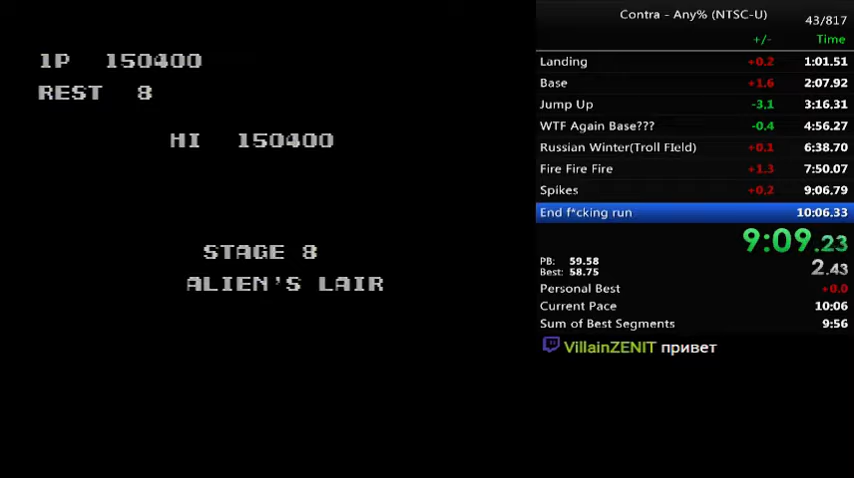 1P 150400
REST 8
HI 150400
STAGE 8
ALIEN'S LAIR
Contra - Any% (NTSC-U) 43/817
+/- Time
Landing +0.2 1:01.51
Base +1.6 2:07.92
Jump Up -3.1 3:16.31
WTF Again Base??? -0.4 4:56.27
Russian Winter(Troll FIeld) +0.1 6:38.70
Fire Fire Fire +1.3 7:50.07
Spikes +0.2 9:06.79
End f*cking run 10:06.33
9:09.23
PB: 59.58
Best: 58.75
2.43
Personal Best +0.0
Current Pace 10:06
Sum of Best Segments 9:56
VillainZENIT привет